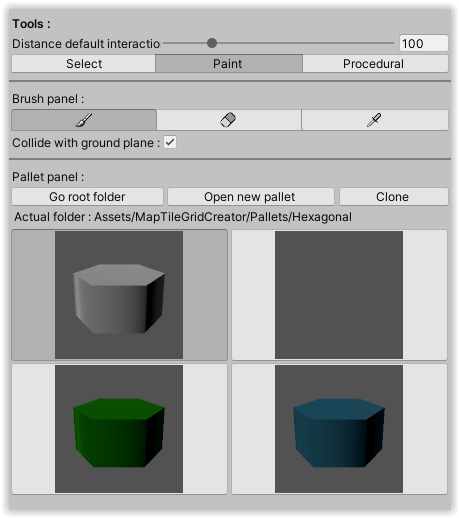 Tools :
Distance default interactio 100
Select Paint Procedural
Brush panel :
Collide with ground plane :
Pallet panel :
Go root folder Open new pallet Clone
Actual folder : Assets/MapTileGridCreator/Pallets/Hexagonal